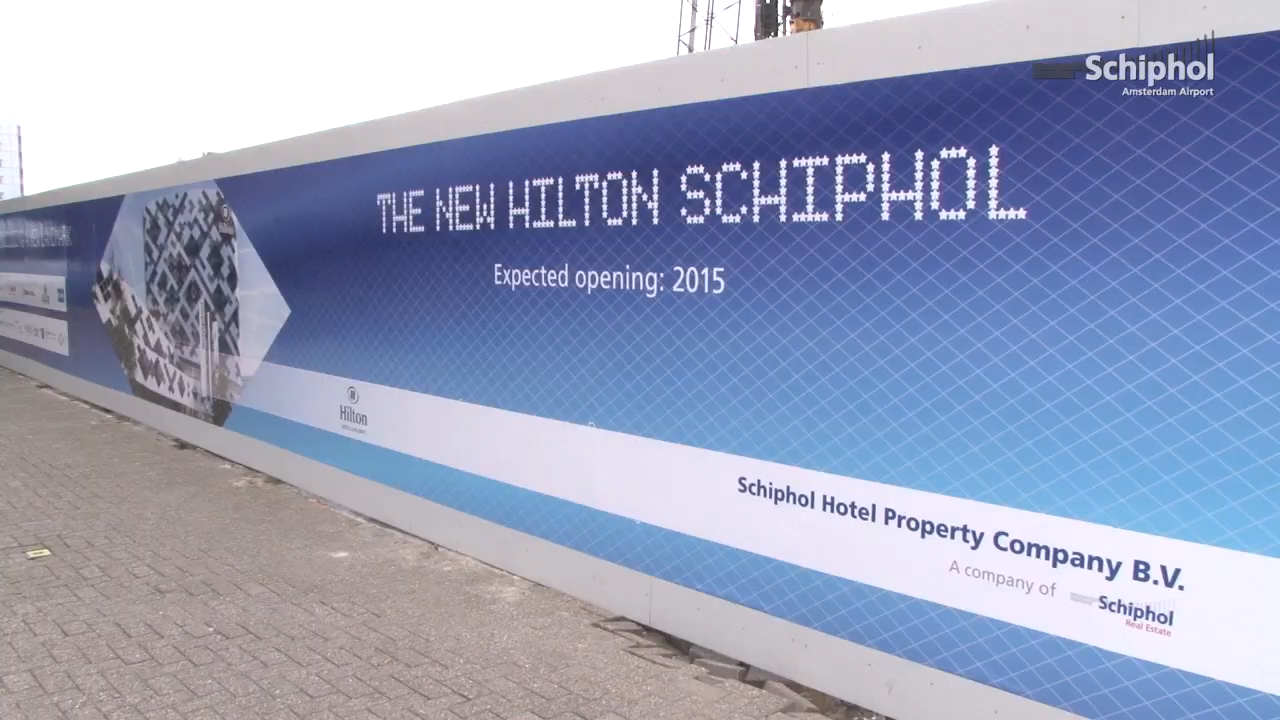 Schiphol
Amsterdam Airport
THE NEW HILTON SCHIPHOL
Expected opening: 2015
Hilton
Schiphol Hotel Property Company B.V.
A company of
Schiphol
Real Estate